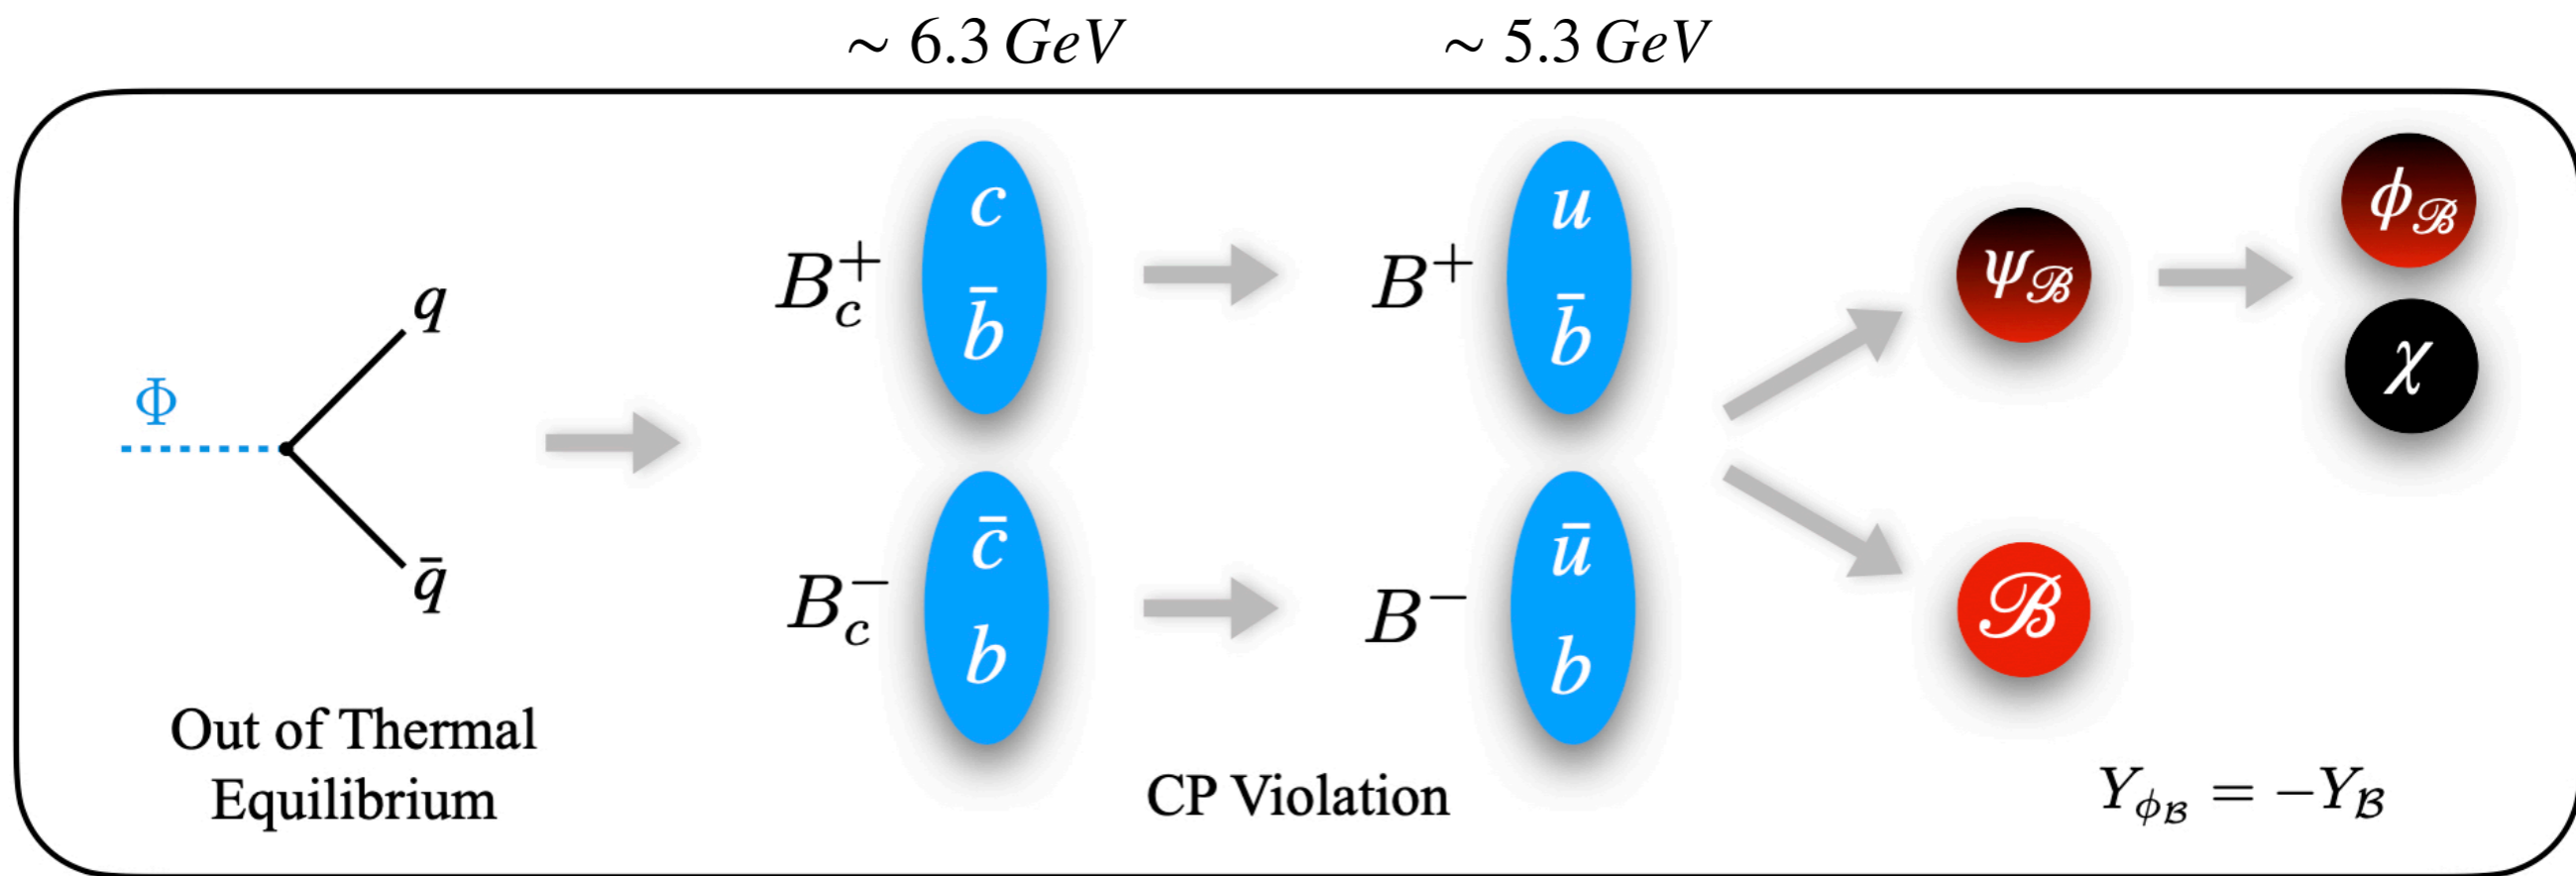 ~ 6.3 GeV
~ 5.3 GeV
Φ
q
q̄
Out of Thermal
Equilibrium
B_c^+
c
b̄
B_c^-
c̄
b
CP Violation
B^+
u
b̄
B^-
ū
b
ψ_ℬ
ℬ
ϕ_ℬ
χ
Y_{ϕ_ℬ} = −Y_ℬ